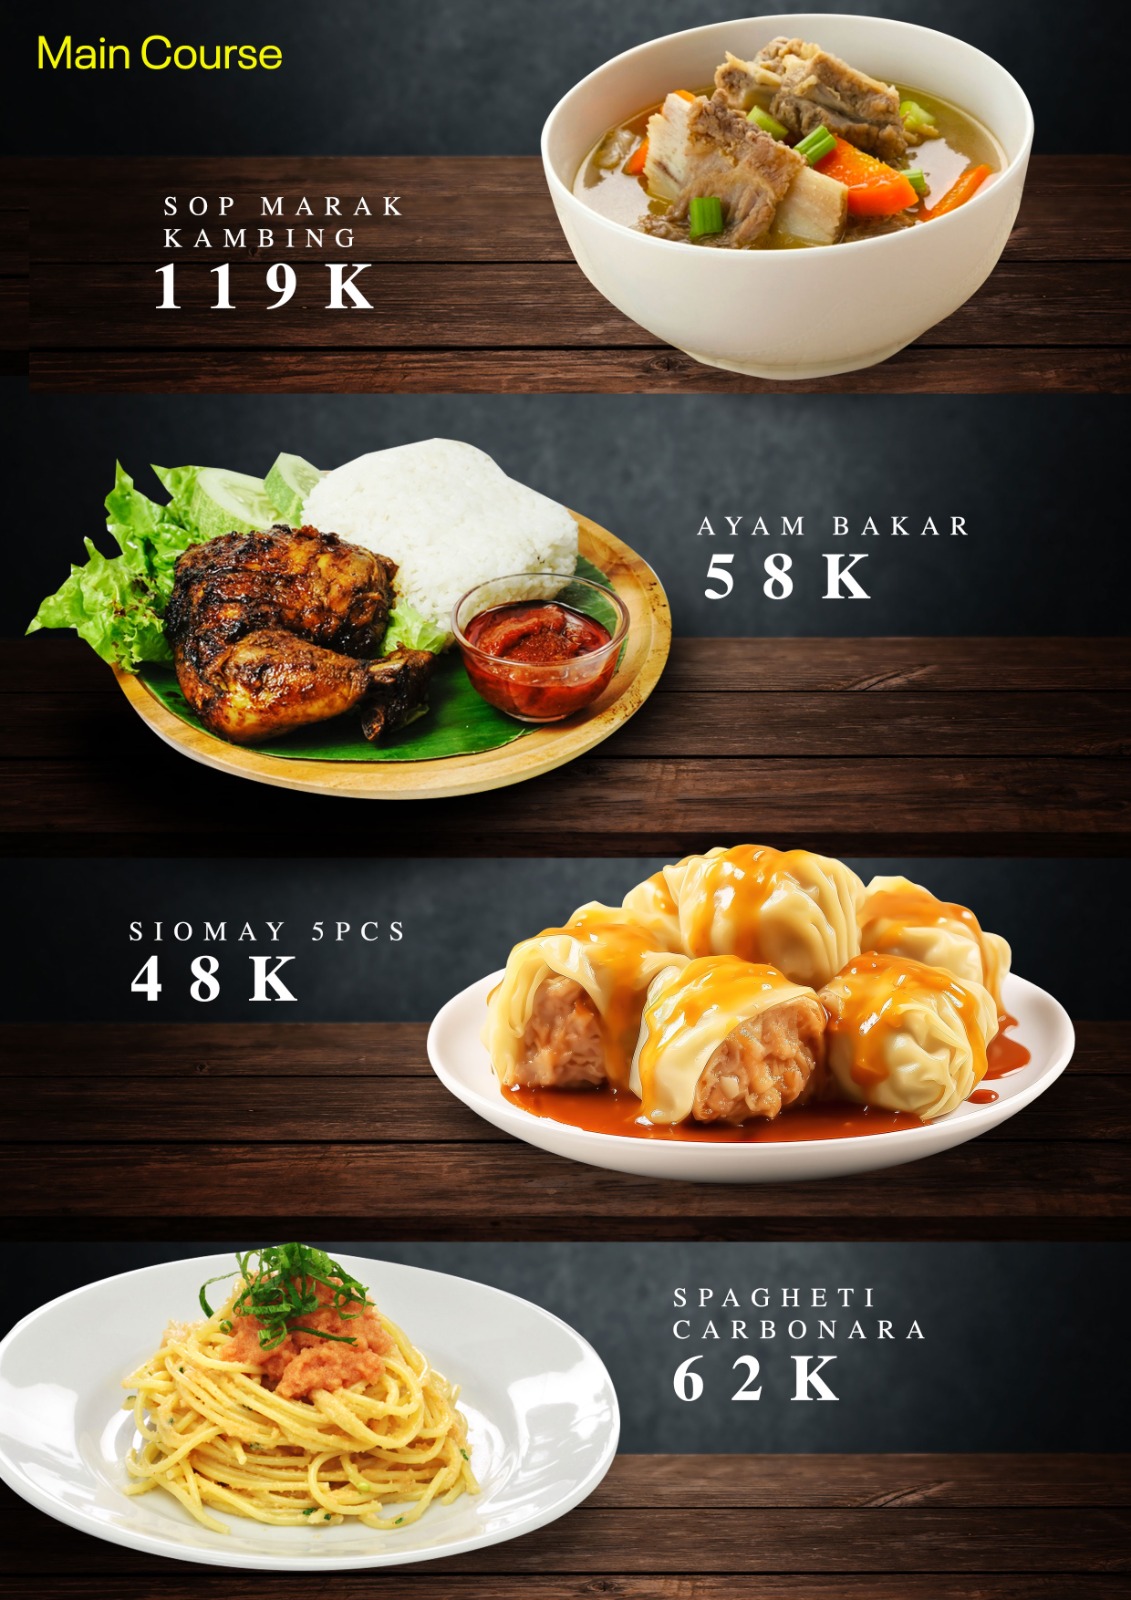 Main Course
SOP MARAK
KAMBING
119K
AYAM BAKAR
58K
SIOMAY 5PCS
48K
SPAGHETI
CARBONARA
62K